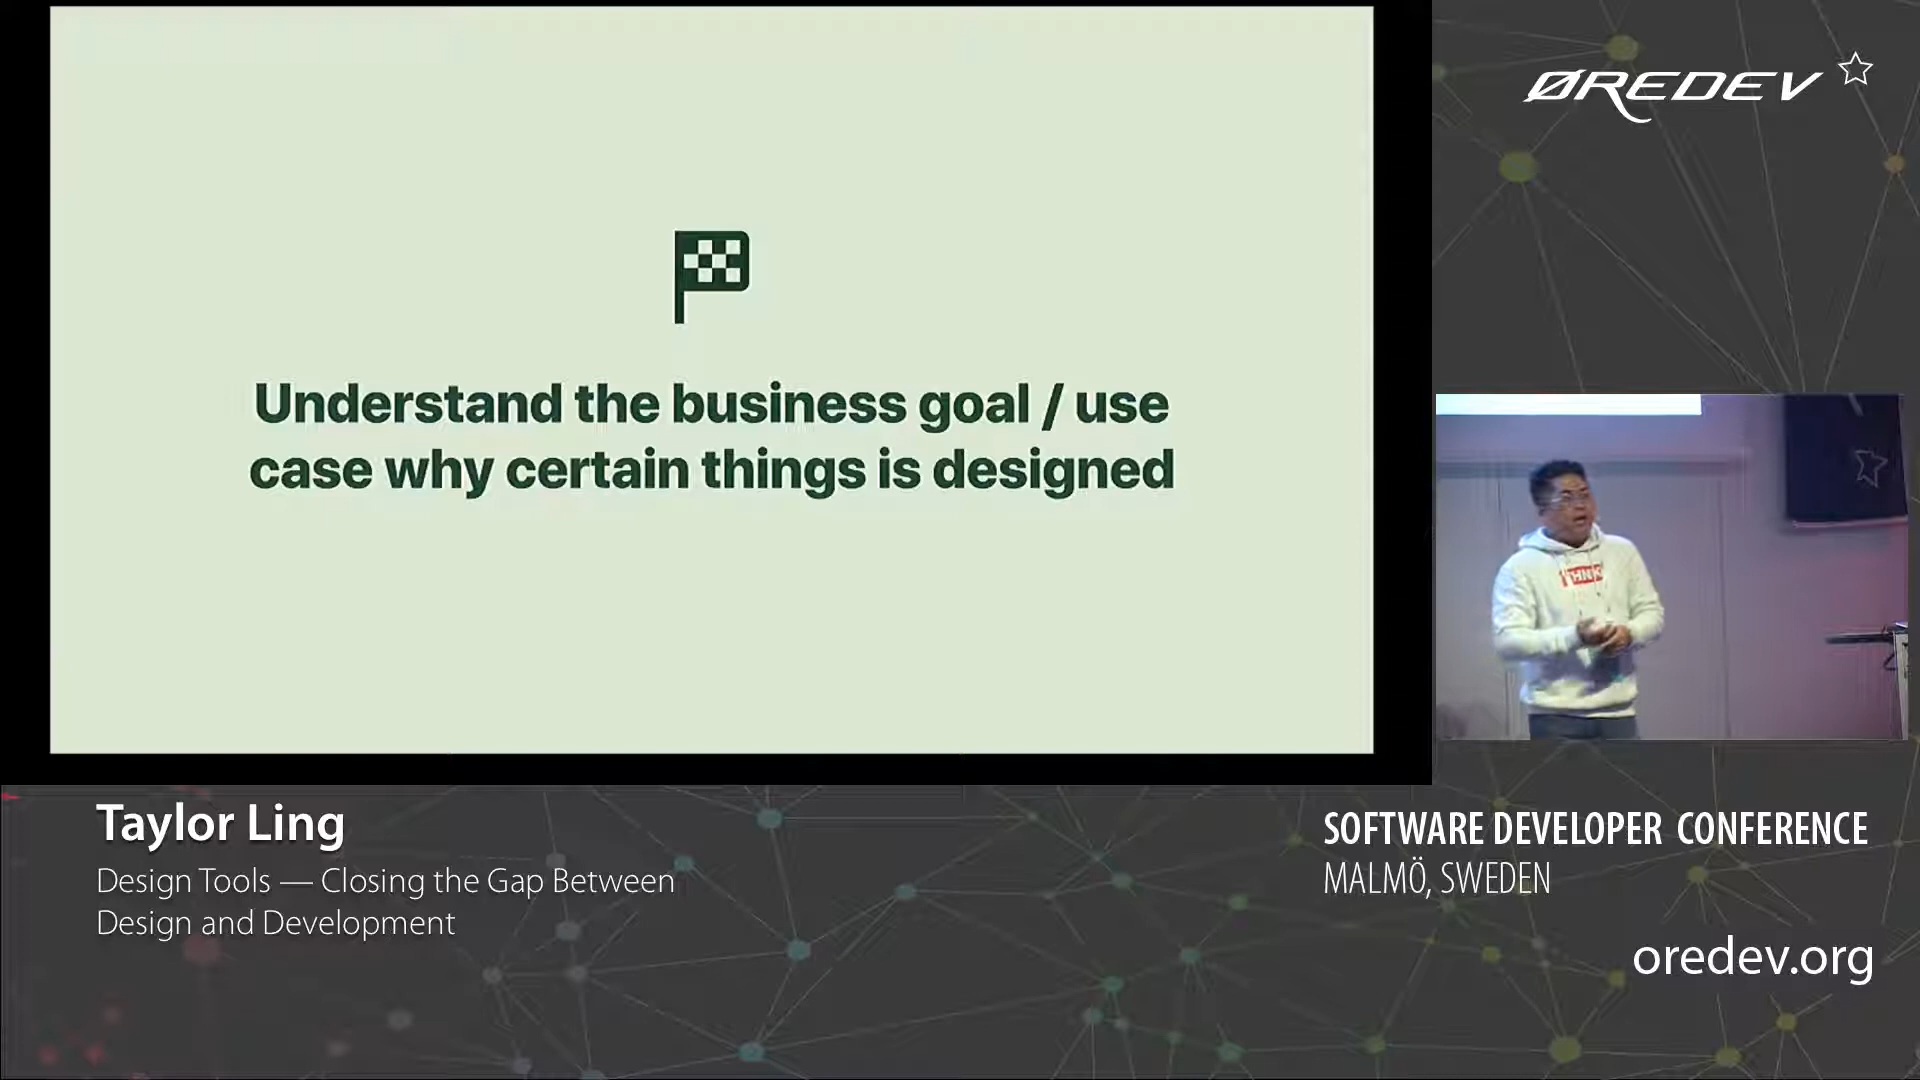 ØREDEV
Understand the business goal / use
case why certain things is designed
THNK
Taylor Ling
Design Tools — Closing the Gap Between
Design and Development
SOFTWARE DEVELOPER CONFERENCE
MALMÖ, SWEDEN
oredev.org